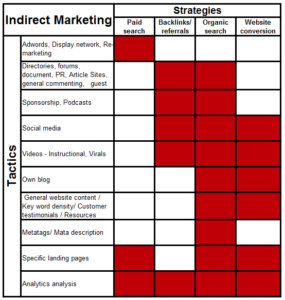 Indirect Marketing
Strategies
Paid
search
Backlinks/
referrals
Organic
search
Website
conversion
Tactics
Adwords, Display network, Re-
marketing
Directories, forums,
document, PR, Article Sites,
general commenting, guest
Sponsorship, Podcasts
Social media
Videos - Instructional, Virals
Own blog
General website content /
Key word density/ Customer
testimonials / Resources
Metatags/ Mata description
Specific landing pages
Analytics analysis